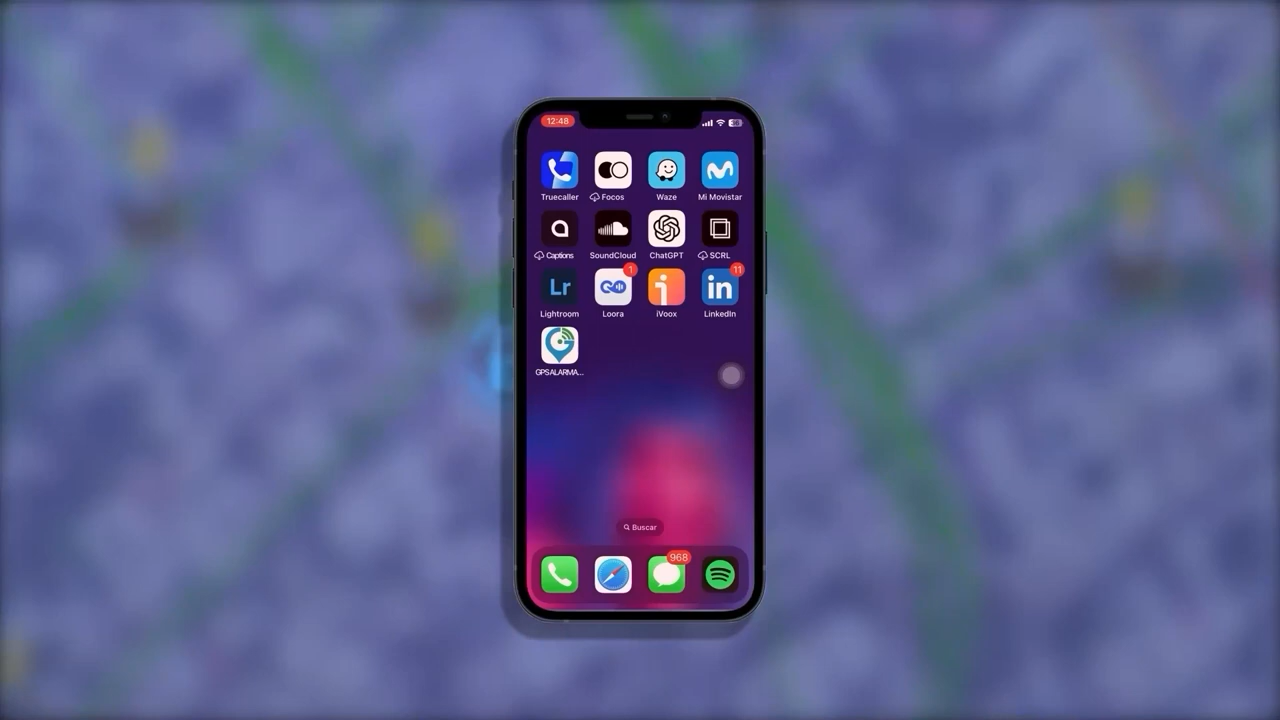 12:48
36
Truecaller Focos Waze Mi Movistar
Captions SoundCloud ChatGPT SCRL
Lr 1 11 in
Lightroom Loora iVoox LinkedIn
GPSALARMA...
Buscar
968